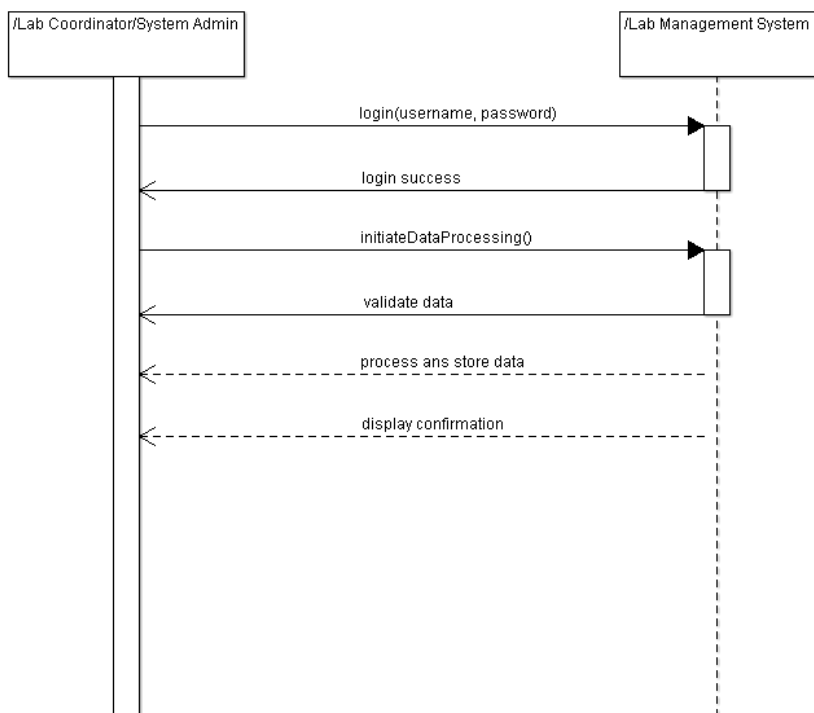 /Lab Coordinator/System Admin
/Lab Management System
login(username, password)
login success
initiateDataProcessing()
validate data
process ans store data
display confirmation